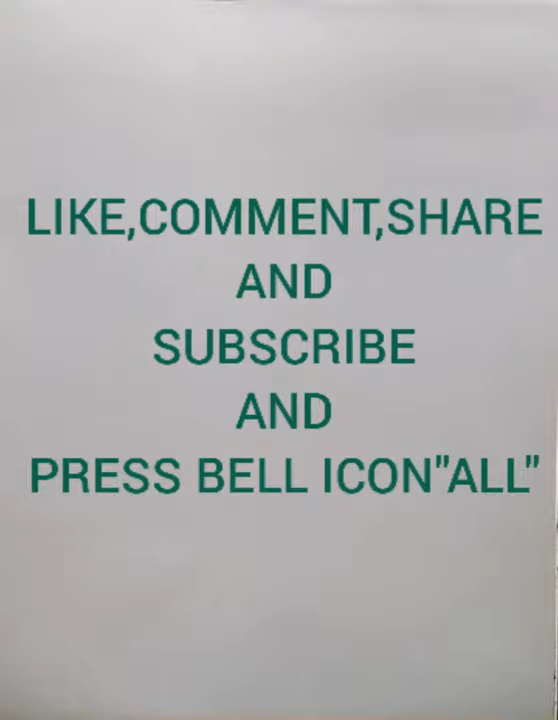 LIKE,COMMENT,SHARE
AND
SUBSCRIBE
AND
PRESS BELL ICON"ALL"